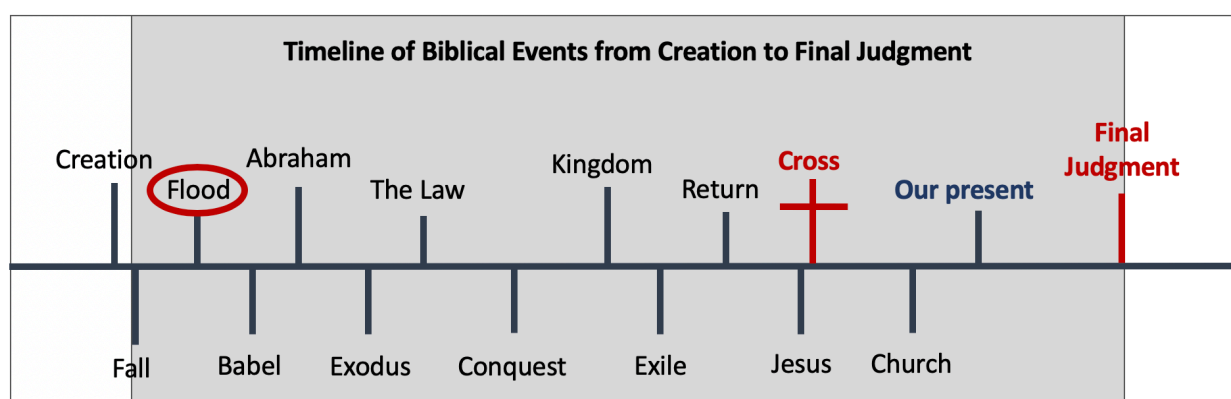 Timeline of Biblical Events from Creation to Final Judgment
Creation
Flood
Abraham
The Law
Kingdom
Return
Cross
Our present
Final
Judgment
Fall
Babel
Exodus
Conquest
Exile
Jesus
Church